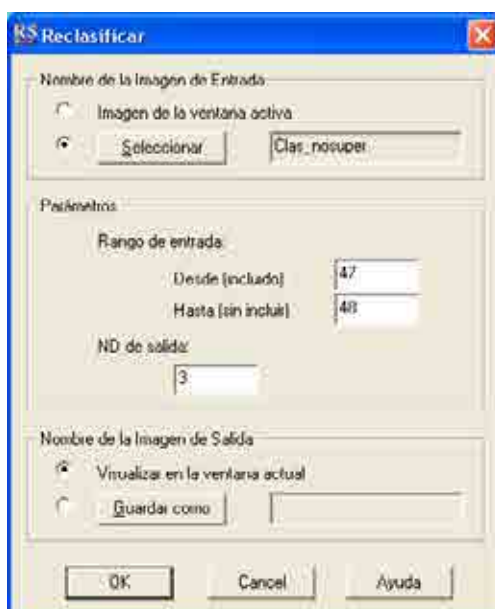 RS Reclasificar
Nombre de la Imagen de Entrada
Imagen de la ventana activa
Seleccionar Clas_nosuper
Parámetros
Rango de entrada:
Desde (incluido) 47
Hasta (sin incluir) 48
ND de salida:
3
Nombre de la Imagen de Salida
Visualizar en la ventana actual
Guardar como
OK Cancel Ayuda